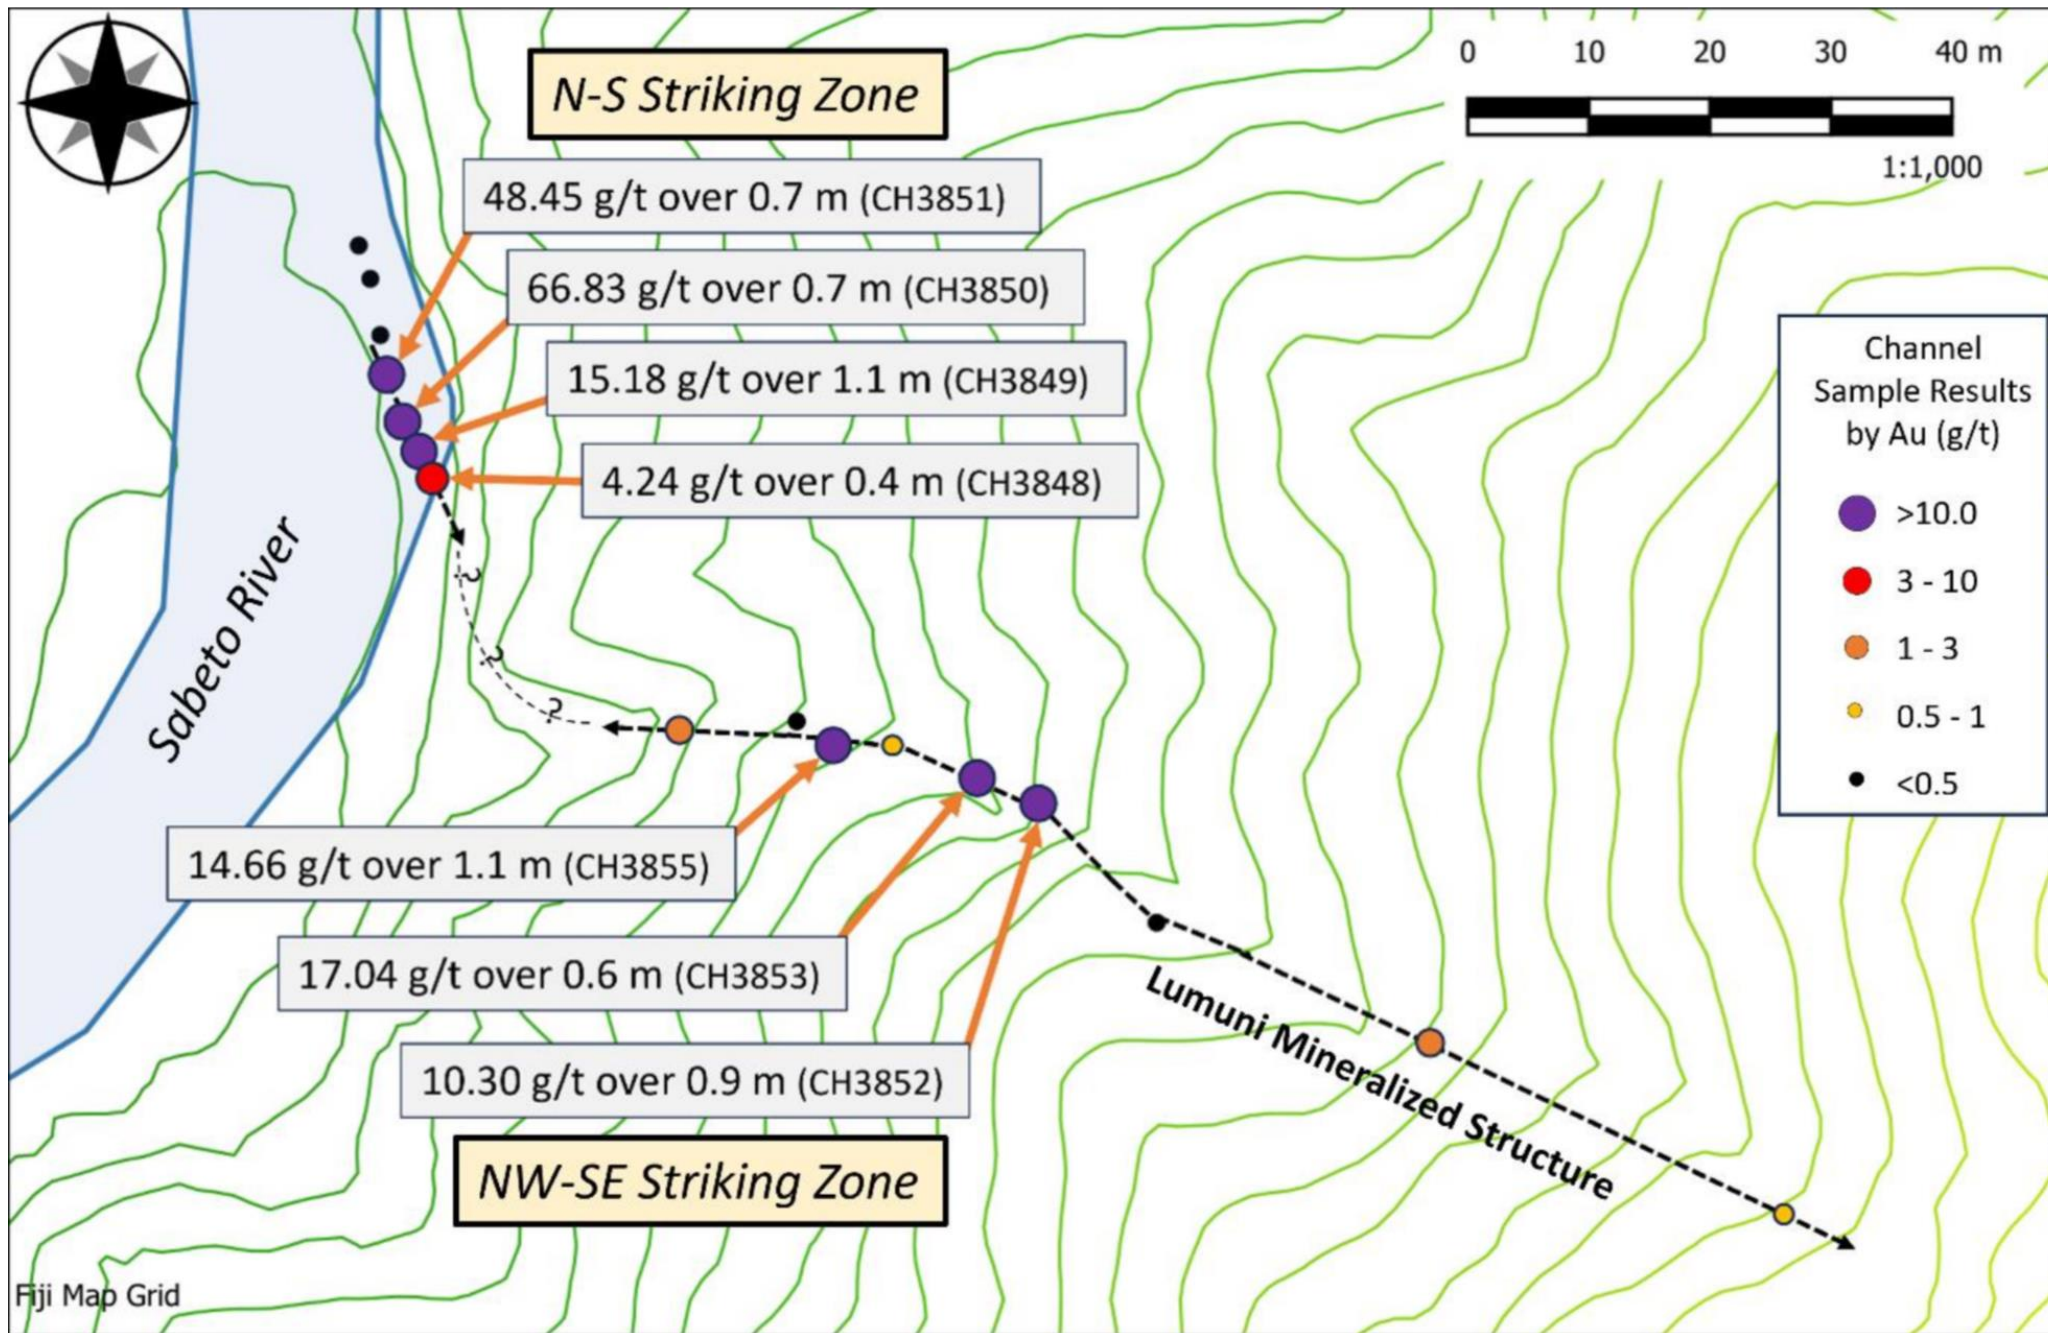 N-S Striking Zone
0 10 20 30 40 m
1:1,000
48.45 g/t over 0.7 m (CH3851)
66.83 g/t over 0.7 m (CH3850)
15.18 g/t over 1.1 m (CH3849)
4.24 g/t over 0.4 m (CH3848)
Channel
Sample Results
by Au (g/t)
>10.0
3 - 10
1 - 3
0.5 - 1
<0.5
Sabeto River
?
?
?
14.66 g/t over 1.1 m (CH3855)
17.04 g/t over 0.6 m (CH3853)
10.30 g/t over 0.9 m (CH3852)
Lumuni Mineralized Structure
NW-SE Striking Zone
Fiji Map Grid